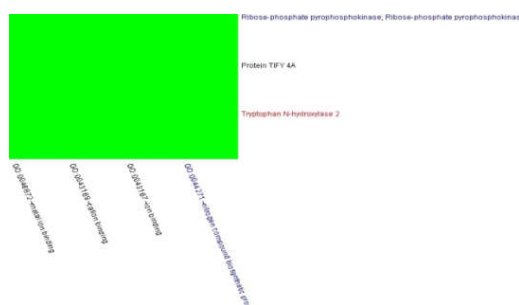 Ribose-phosphate pyrophosphokinase; Ribose-phosphate pyrophosphokinas
Protein TIFY 4A
Tryptophan N-hydroxylase 2
GO:0046872 -metal ion binding
GO:0043169 -cation binding
GO:0043167 -ion binding
GO:0044271 -nitrogen compound biosynthetic pro